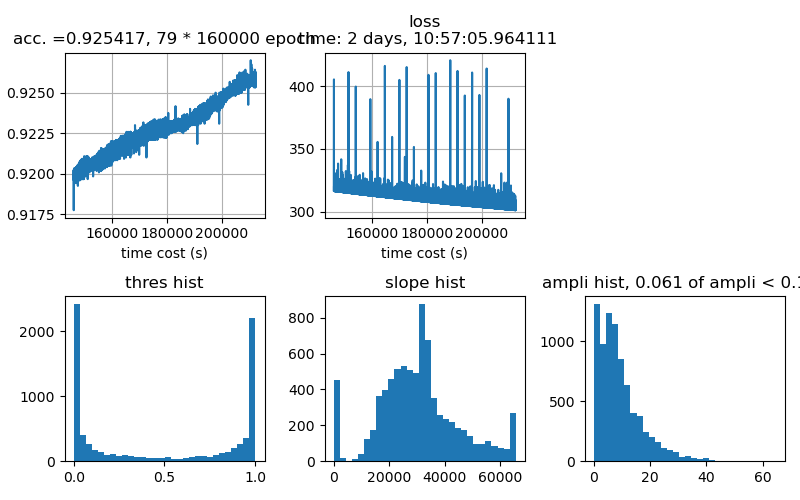 loss
acc. =0.925417, 79 * 160000 epoch
time: 2 days, 10:57:05.964111
0.9250
0.9225
0.9200
0.9175
160000 180000 200000
time cost (s)
400
350
300
160000 180000 200000
time cost (s)
thres hist
2000
1000
0
0.0 0.5 1.0
slope hist
800
600
400
200
0
0 20000 40000 60000
ampli hist, 0.061 of ampli < 0.1
1000
500
0
0 20 40 60